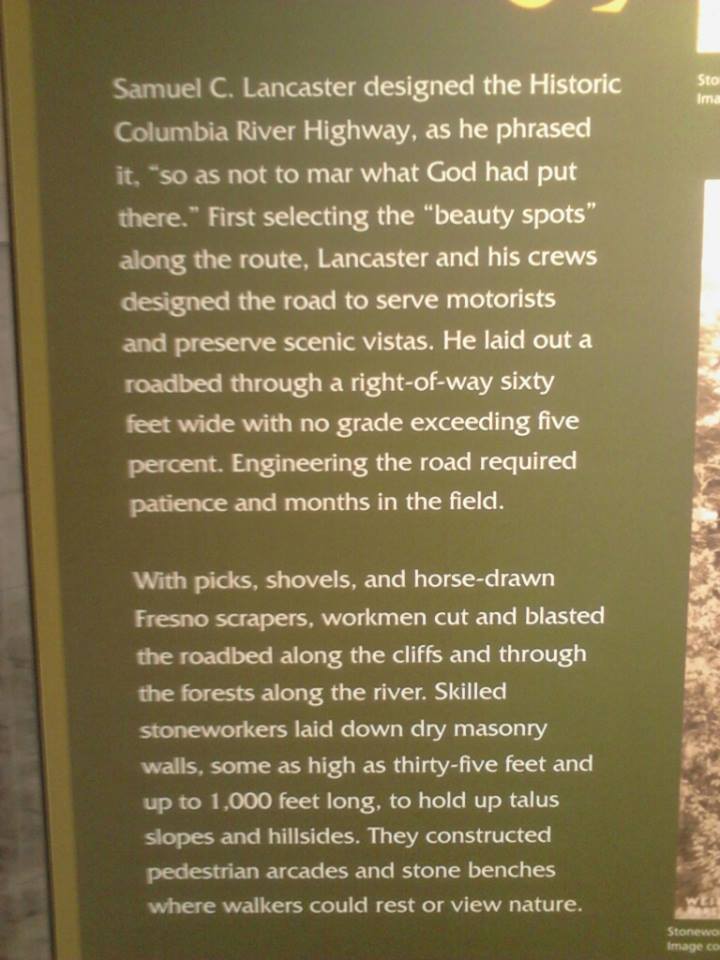 Samuel C. Lancaster designed the Historic
Columbia River Highway, as he phrased
it, “so as not to mar what God had put
there.” First selecting the “beauty spots”
along the route, Lancaster and his crews
designed the road to serve motorists
and preserve scenic vistas. He laid out a
roadbed through a right-of-way sixty
feet wide with no grade exceeding five
percent. Engineering the road required
patience and months in the field.
With picks, shovels, and horse-drawn
Fresno scrapers, workmen cut and blasted
the roadbed along the cliffs and through
the forests along the river. Skilled
stoneworkers laid down dry masonry
walls, some as high as thirty-five feet and
up to 1,000 feet long, to hold up talus
slopes and hillsides. They constructed
pedestrian arcades and stone benches
where walkers could rest or view nature.
Sto
Ima
Stonewo
Image co